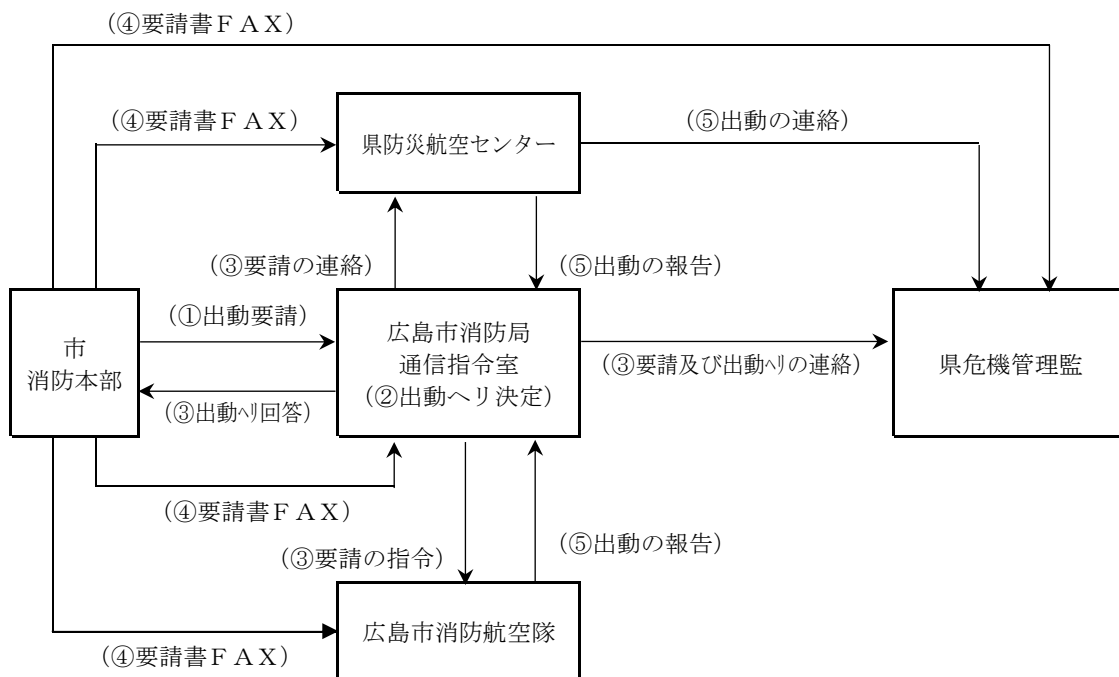 （④要請書ＦＡＸ）
（④要請書ＦＡＸ）
（⑤出動の連絡）
県防災航空センター
（③要請の連絡）
（⑤出動の報告）
（①出動要請）
市
消防本部
広島市消防局
通信指令室
（②出動ヘリ決定）
（③要請及び出動ﾍﾘの連絡）
県危機管理監
（③出動ﾍﾘ回答）
（④要請書ＦＡＸ）
（③要請の指令）
（⑤出動の報告）
広島市消防航空隊
（④要請書ＦＡＸ）